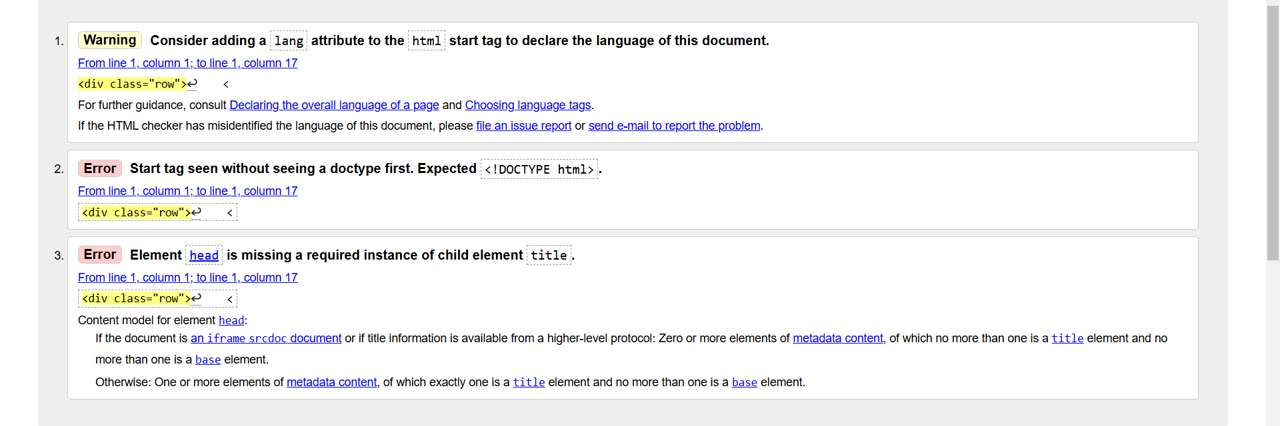 1. Warning Consider adding a lang attribute to the html start tag to declare the language of this document.
From line 1, column 1; to line 1, column 17
<div class="row">↩ <
For further guidance, consult Declaring the overall language of a page and Choosing language tags.
If the HTML checker has misidentified the language of this document, please file an issue report or send e-mail to report the problem.
2. Error Start tag seen without seeing a doctype first. Expected <!DOCTYPE html>.
From line 1, column 1; to line 1, column 17
<div class="row">↩ <
3. Error Element head is missing a required instance of child element title.
From line 1, column 1; to line 1, column 17
<div class="row">↩ <
Content model for element head:
If the document is an iframe srcdoc document or if title information is available from a higher-level protocol: Zero or more elements of metadata content, of which no more than one is a title element and no
more than one is a base element.
Otherwise: One or more elements of metadata content, of which exactly one is a title element and no more than one is a base element.